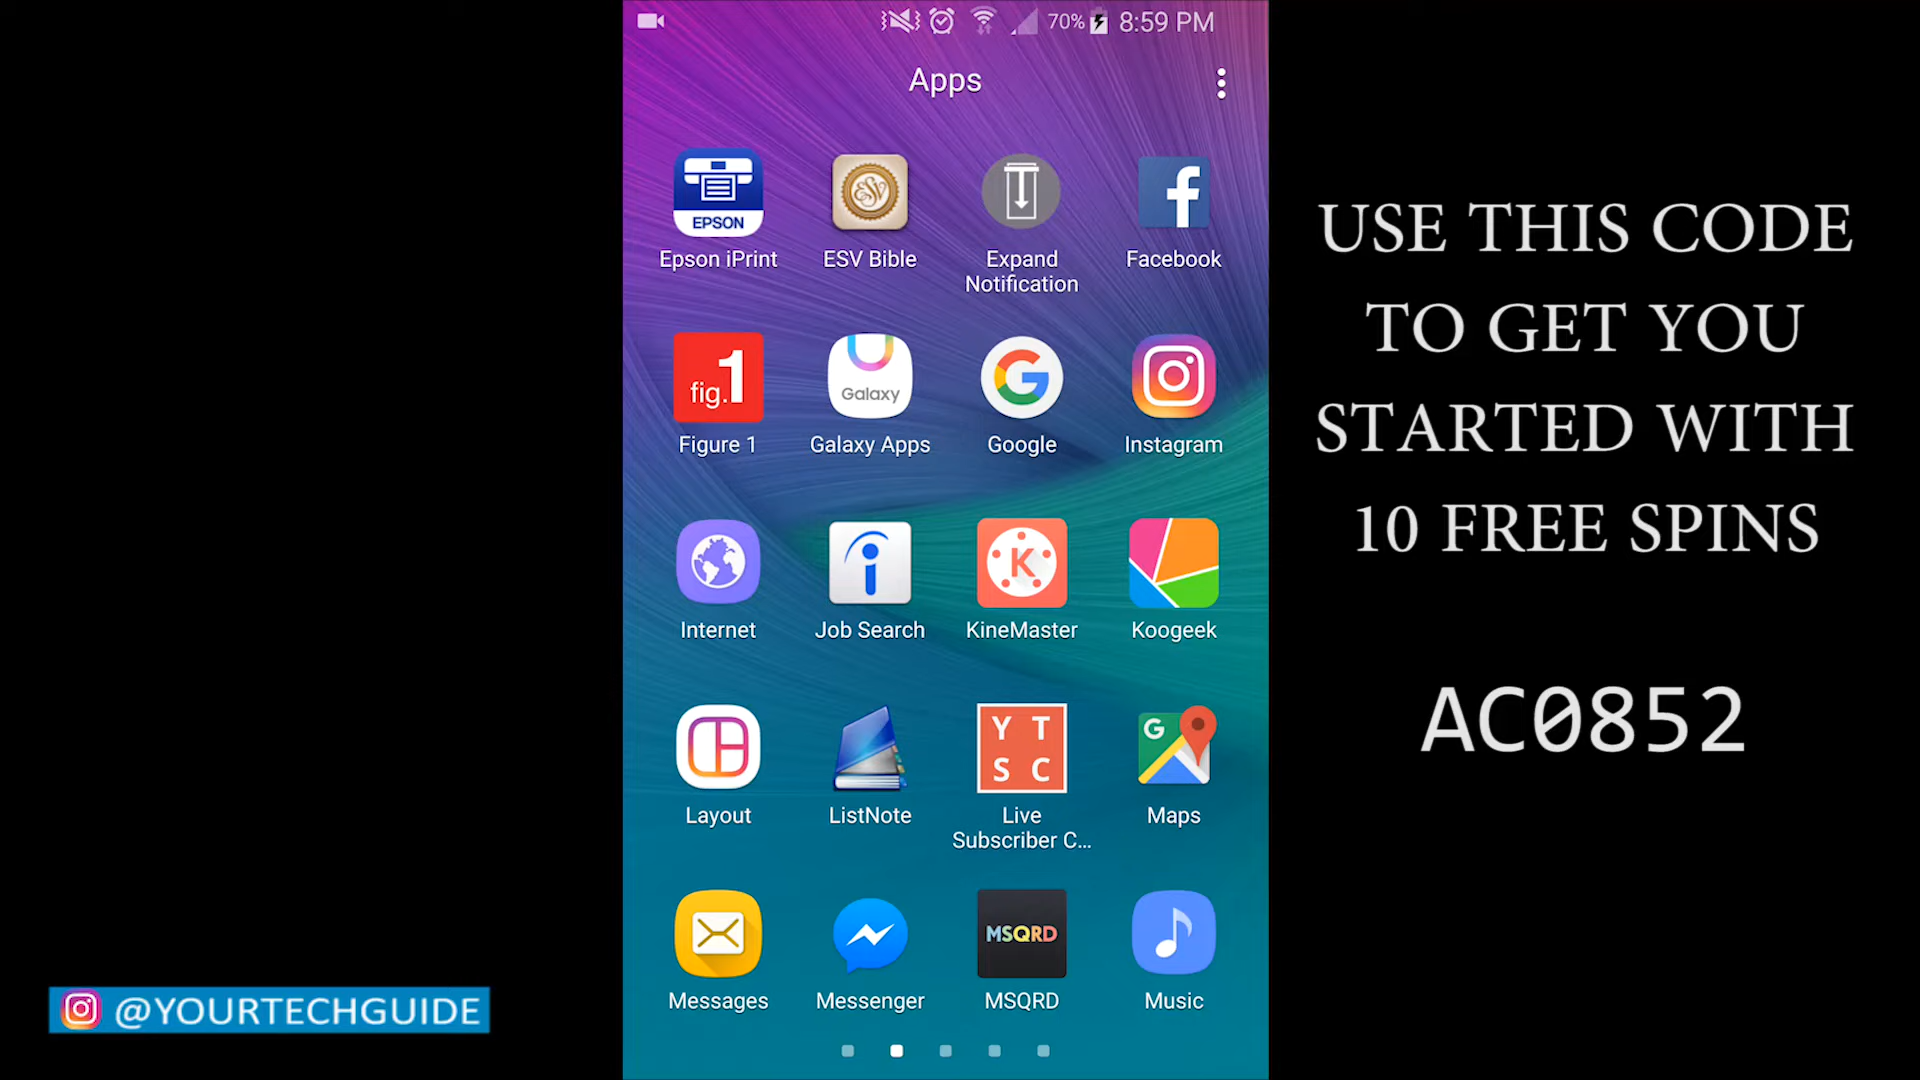 70% 8:59 PM
Apps
EPSON
Epson iPrint
ESV
ESV Bible
Expand
Notification
f
Facebook
fig.1
Figure 1
Galaxy
Galaxy Apps
G
Google
Instagram
Internet
i
Job Search
K
KineMaster
Koogeek
Layout
ListNote
Y T
S C
Live
Subscriber C...
G
Maps
Messages
Messenger
MSQRD
MSQRD
Music
USE THIS CODE
TO GET YOU
STARTED WITH
10 FREE SPINS
AC0852
@YOURTECHGUIDE